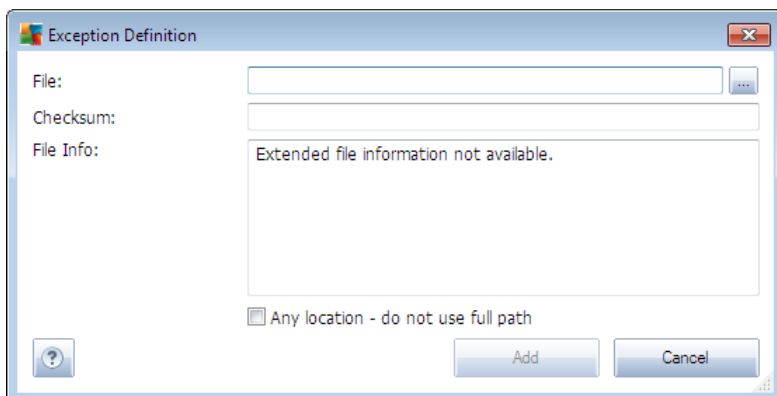 Exception Definition
File:
...
Checksum:
File Info:
Extended file information not available.
Any location - do not use full path
?
Add
Cancel